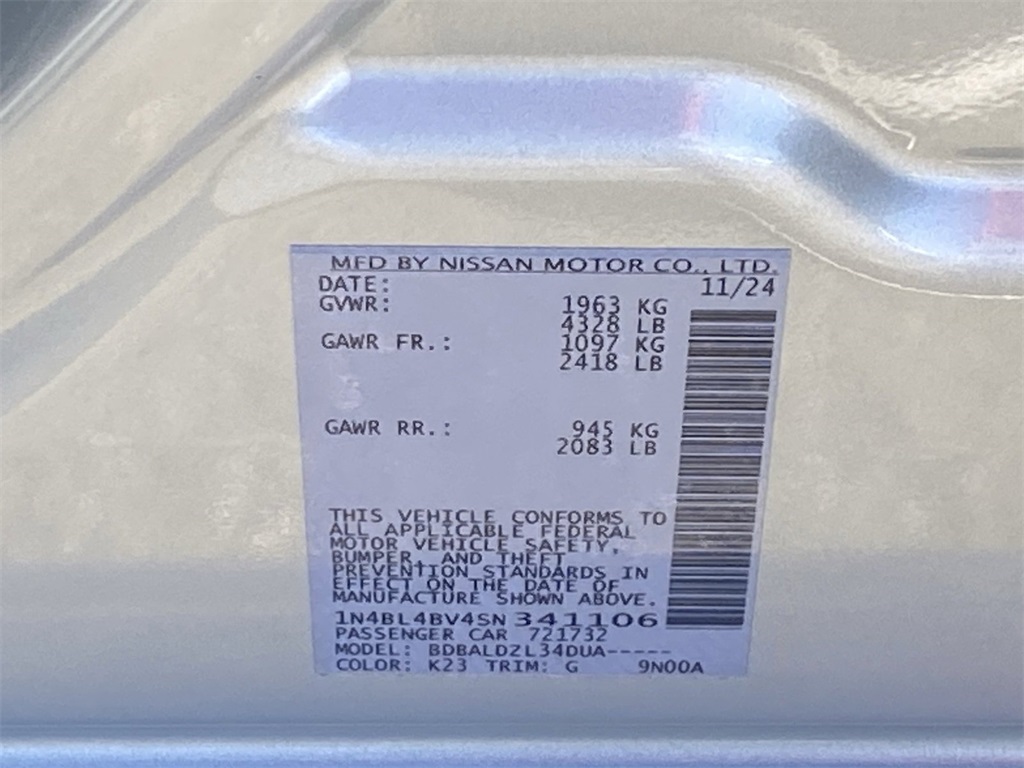 MFD BY NISSAN MOTOR CO., LTD.
DATE: 11/24
GVWR: 1963 KG
4328 LB
GAWR FR.: 1097 KG
2418 LB
GAWR RR.: 945 KG
2083 LB
THIS VEHICLE CONFORMS TO
ALL APPLICABLE FEDERAL
MOTOR VEHICLE SAFETY,
BUMPER, AND THEFT
PREVENTION STANDARDS IN
EFFECT ON THE DATE OF
MANUFACTURE SHOWN ABOVE.
1N4BL4BV4SN341106
PASSENGER CAR 721732
MODEL: BDBALDZL34DUA-----
COLOR: K23 TRIM: G 9N00A